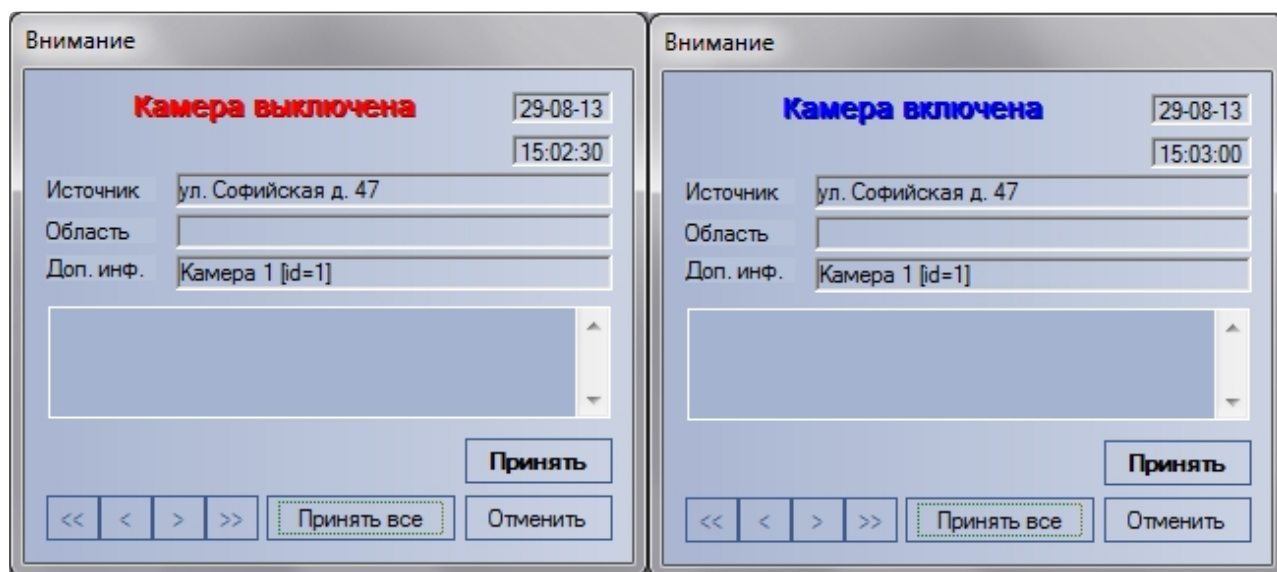 Внимание
Камера выключена
29-08-13
15:02:30
Источник ул. Софийская д. 47
Область
Доп. инф. Камера 1 [id=1]
Принять
<< < > >> Принять все Отменить
Внимание
Камера включена
29-08-13
15:03:00
Источник ул. Софийская д. 47
Область
Доп. инф. Камера 1 [id=1]
Принять
<< < > >> Принять все Отменить